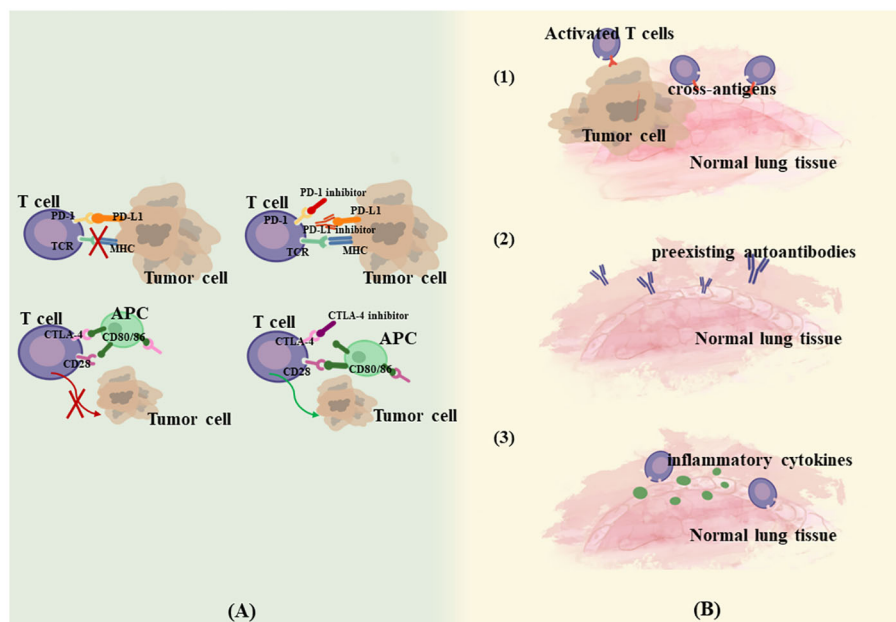 T cell
PD-1
PD-L1
TCR
MHC
Tumor cell
T cell
PD-1 inhibitor
PD-1
PD-L1
PD-L1 inhibitor
TCR
MHC
Tumor cell
T cell
APC
CTLA-4
CD80/86
CD28
Tumor cell
T cell
CTLA-4 inhibitor
CTLA-4
APC
CD28
CD80/86
Tumor cell
(A)
Activated T cells
(1)
cross-antigens
Tumor cell
Normal lung tissue
(2)
preexisting autoantibodies
Normal lung tissue
(3)
inflammatory cytokines
Normal lung tissue
(B)